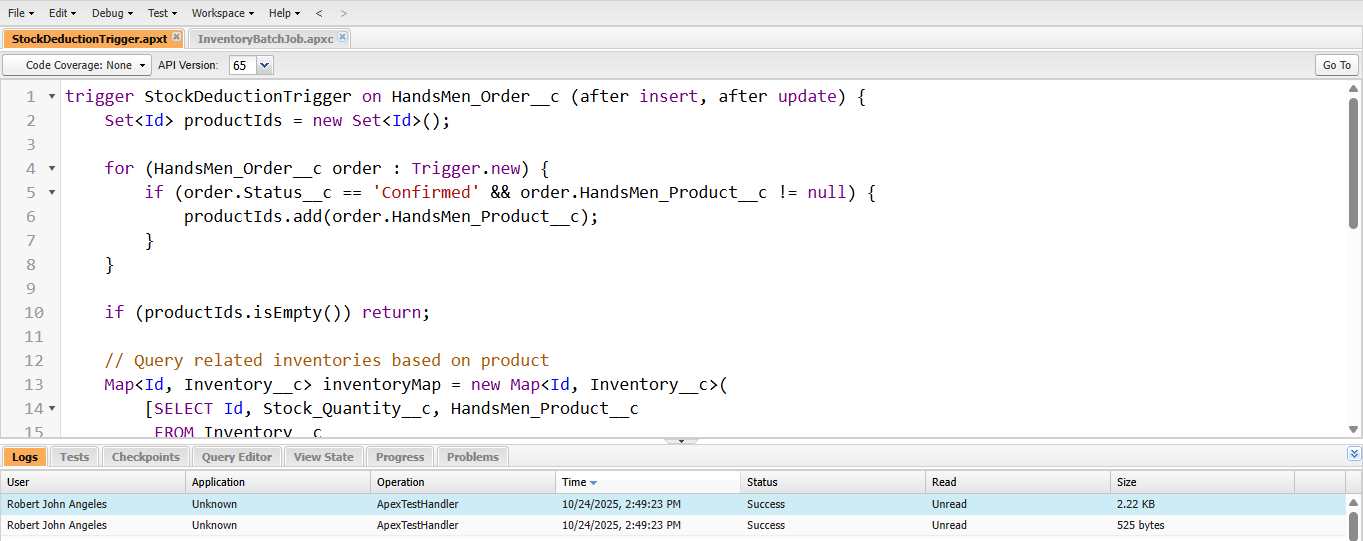 File Edit Debug Test Workspace Help < >
StockDeductionTrigger.apxt InventoryBatchJob.apxc
Code Coverage: None API Version: 65 Go To
1 trigger StockDeductionTrigger on HandsMen_Order__c (after insert, after update) {
2 Set<Id> productIds = new Set<Id>();
3
4 for (HandsMen_Order__c order : Trigger.new) {
5 if (order.Status__c == 'Confirmed' && order.HandsMen_Product__c != null) {
6 productIds.add(order.HandsMen_Product__c);
7 }
8 }
9
10 if (productIds.isEmpty()) return;
11
12 // Query related inventories based on product
13 Map<Id, Inventory__c> inventoryMap = new Map<Id, Inventory__c>(
14 [SELECT Id, Stock_Quantity__c, HandsMen_Product__c
15 FROM Inventory__c
Logs Tests Checkpoints Query Editor View State Progress Problems
User Application Operation Time Status Read Size
Robert John Angeles Unknown ApexTestHandler 10/24/2025, 2:49:23 PM Success Unread 2.22 KB
Robert John Angeles Unknown ApexTestHandler 10/24/2025, 2:49:23 PM Success Unread 525 bytes